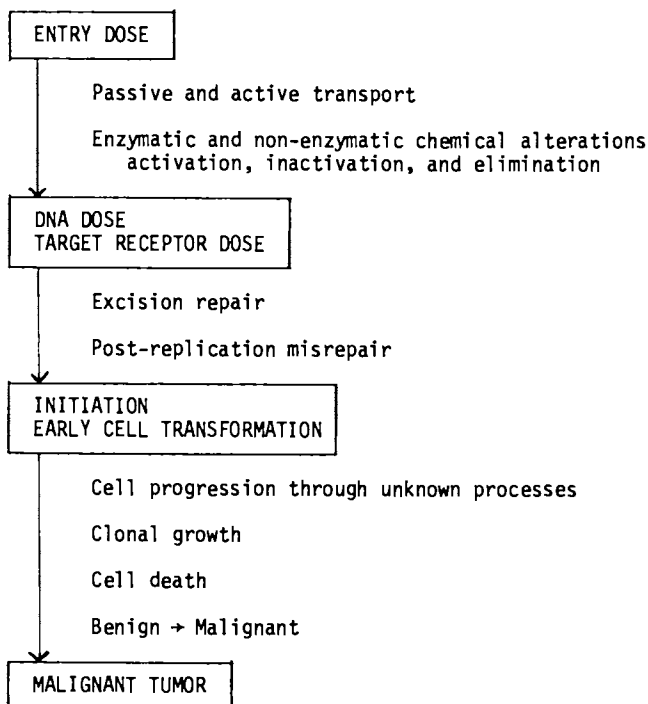 ENTRY DOSE
Passive and active transport
Enzymatic and non-enzymatic chemical alterations
activation, inactivation, and elimination
DNA DOSE
TARGET RECEPTOR DOSE
Excision repair
Post-replication misrepair
INITIATION
EARLY CELL TRANSFORMATION
Cell progression through unknown processes
Clonal growth
Cell death
Benign → Malignant
MALIGNANT TUMOR